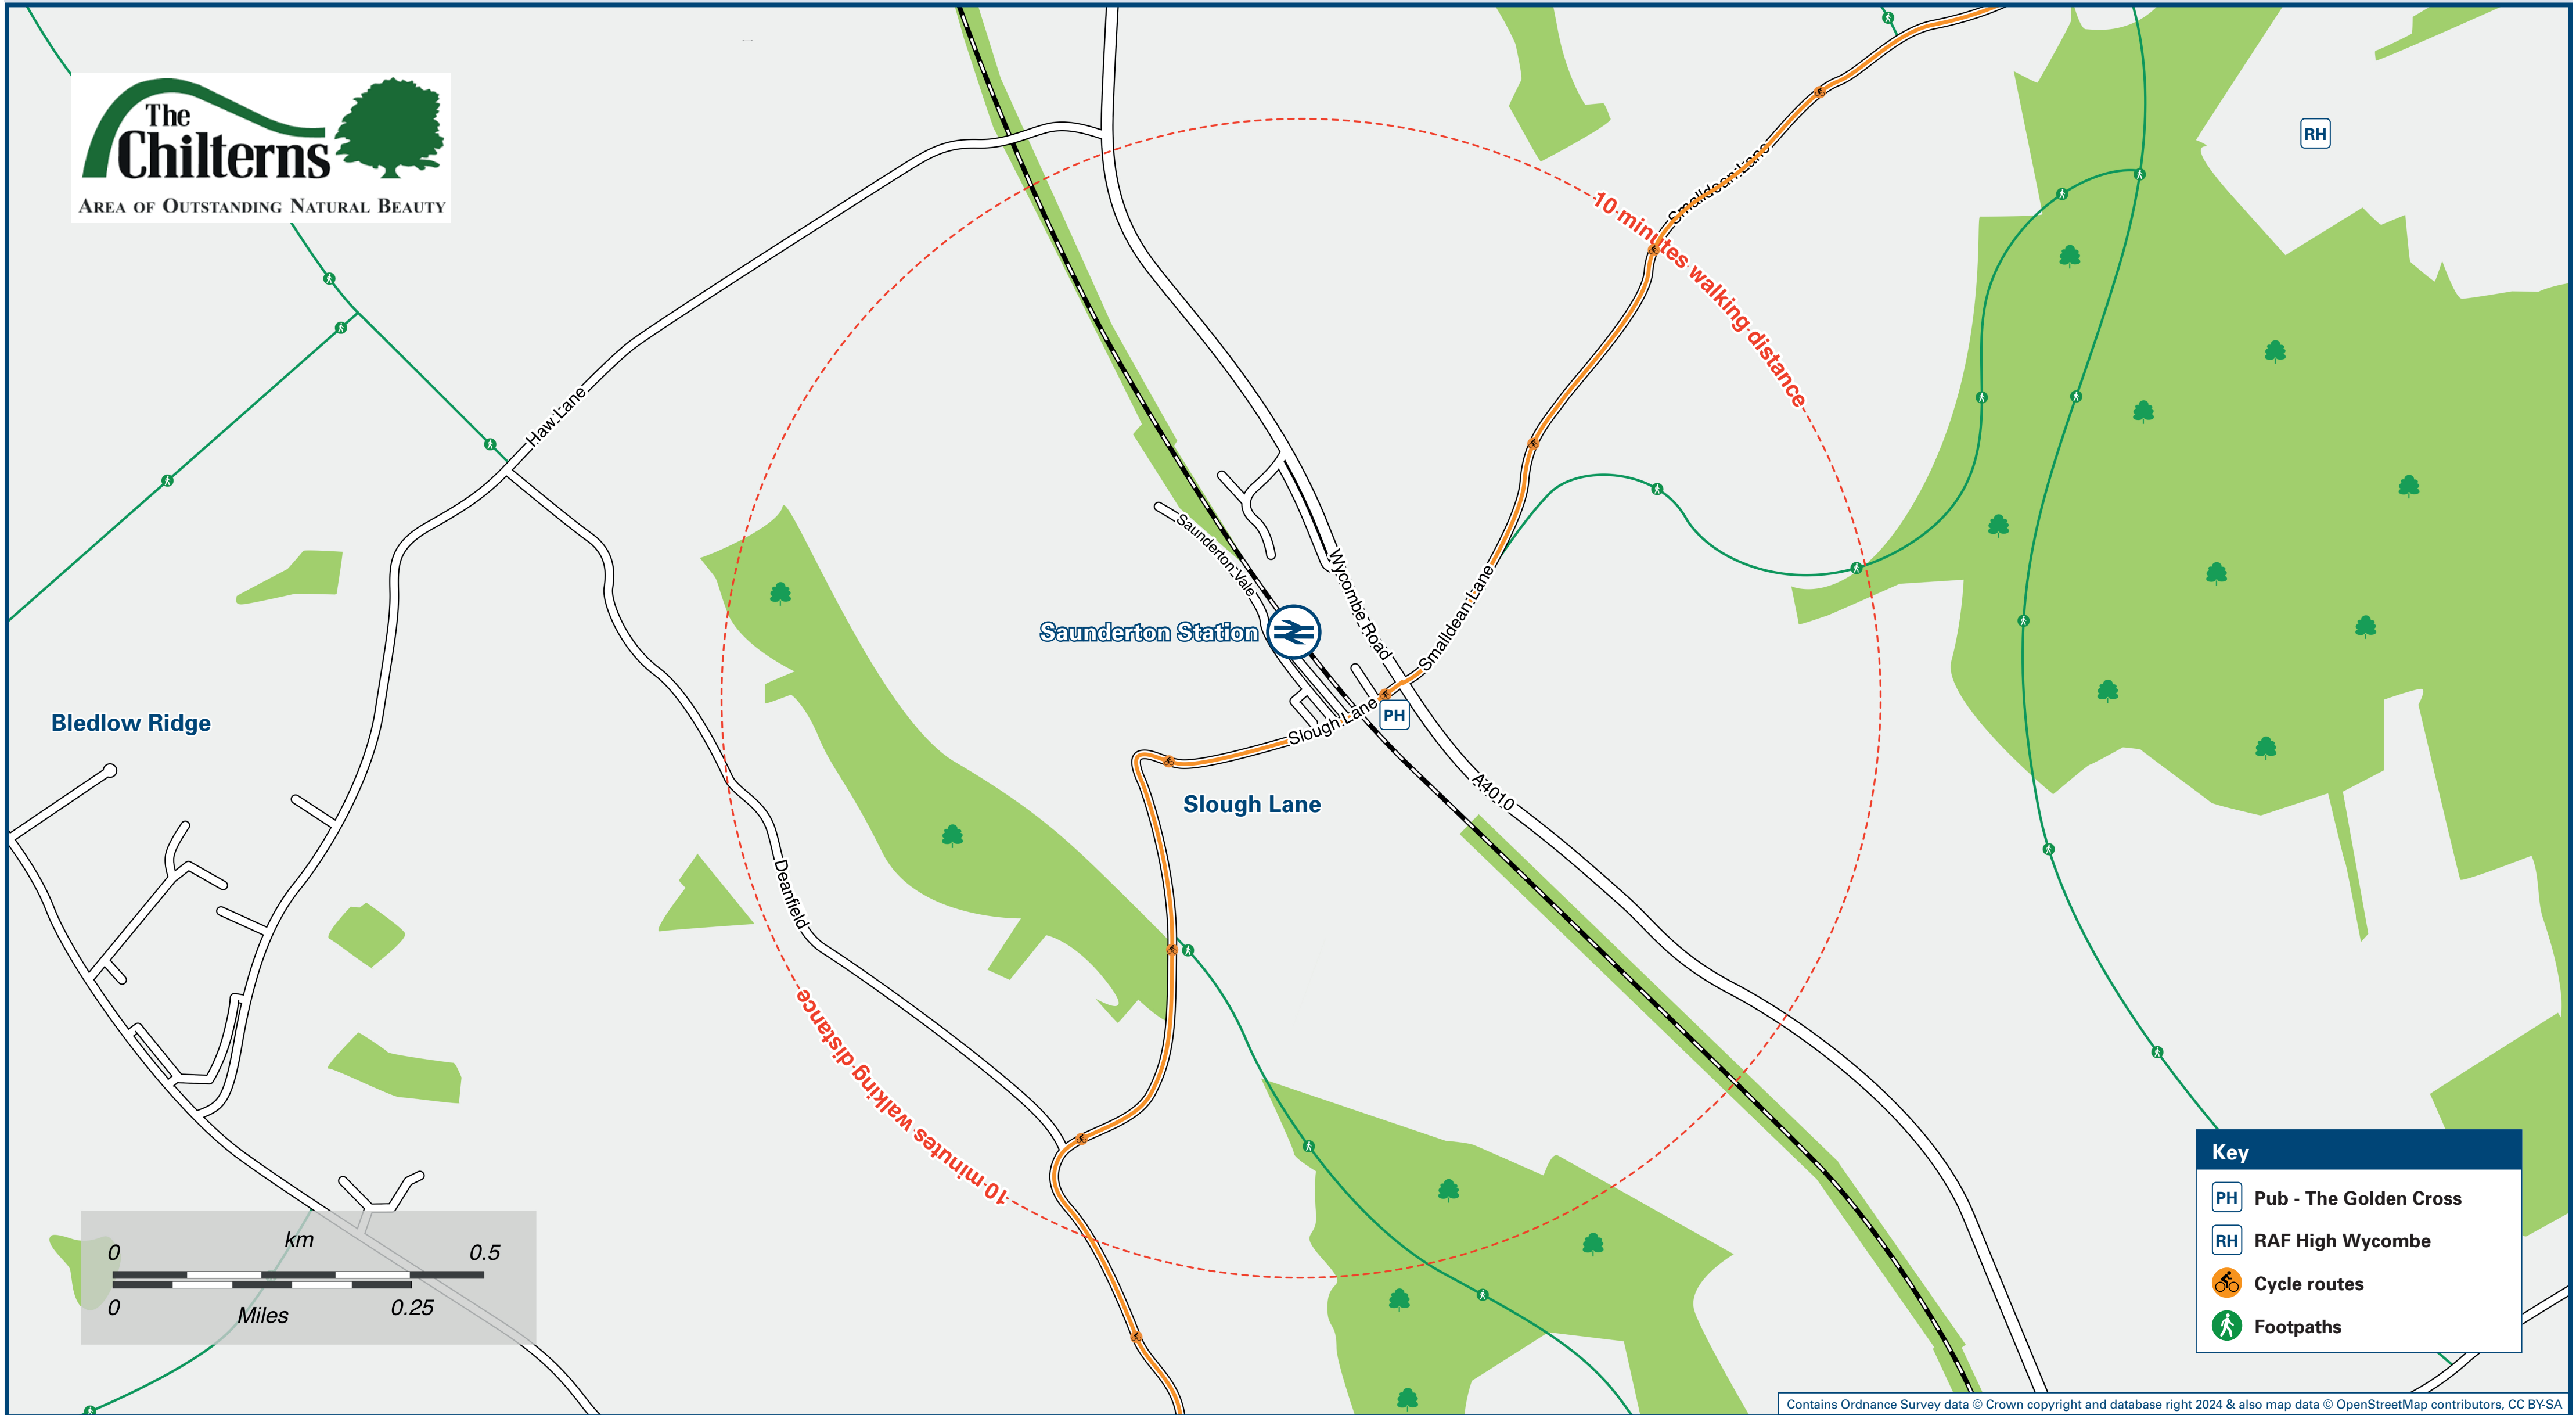 The
Chilterns
AREA OF OUTSTANDING NATURAL BEAUTY
RH
Smalldean Lane
10 minutes walking distance
Haw Lane
Saunderton Vale
Wycombe Road
Smalldean Lane
Saunderton Station
Slough Lane
PH
Bledlow Ridge
A4010
Slough Lane
Deanfield
10 minutes walking distance
km
0 0.5
0 0.25
Miles
Key
PH Pub - The Golden Cross
RH RAF High Wycombe
Cycle routes
Footpaths
Contains Ordnance Survey data © Crown copyright and database right 2024 & also map data © OpenStreetMap contributors, CC BY-SA